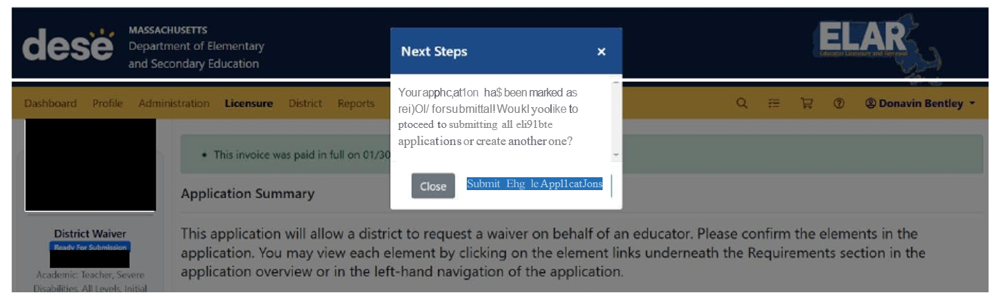 dese
MASSACHUSETTS
Department of Elementary
and Secondary Education
ELAR
Educator Licensure and Renewal
Dashboard Profile Administration Licensure District Reports Donavin Bentley
Next Steps ×
Your apphc,at1on ha$ been marked as
rei)OI/ for submittal! Woukl yoolike to
ptoceed to submitting all eli91bte
applications or create another one?
Close Submit Ehg le Appl1catJons
• This invoice was paid in full on 01/30
Application Summary
District Waiver
Ready For Submission
Academic: Teacher, Severe
Disabilities, All Levels, Initial
This application will allow a district to request a waiver on behalf of an educator. Please confirm the elements in the
application. You may view each element by clicking on the element links underneath the Requirements section in the
application overview or in the left-hand navigation of the application.